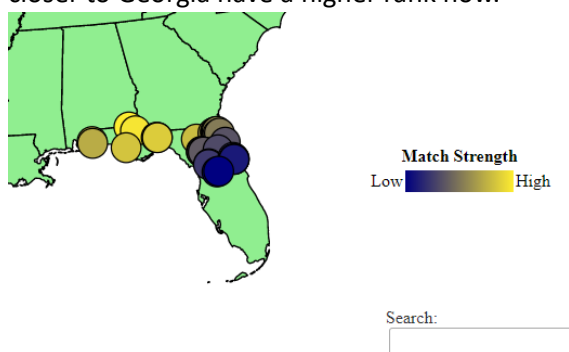 closer to Georgia have a higher rank now.
Match Strength
Low High
Search: